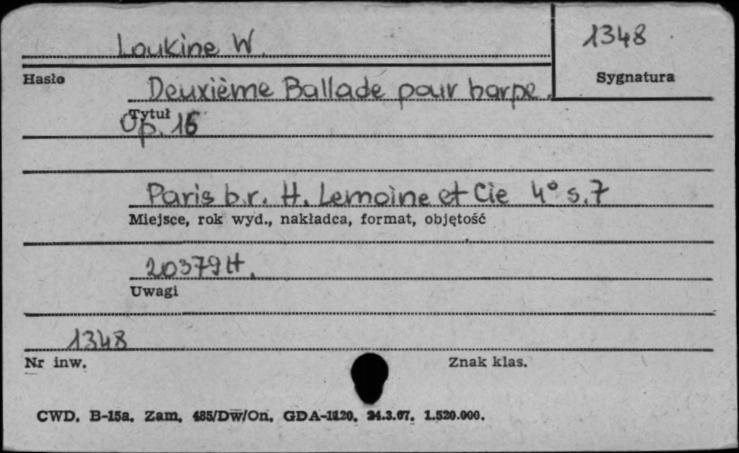 Loukine W.
1348
Hasło
Sygnatura
Deuxième Ballade pour harpe.
Tytuł
Op. 16
Paris b.r. H. Lemoine et Cie 4° s. 7
Miejsce, rok wyd., nakładca, format, objętość
20379 H.
Uwagi
1348
Nr inw.
Znak klas.
CWD. B-15a. Zam. 485/Dw/On. GDA-1120. 24.3.67. 1.520.000.